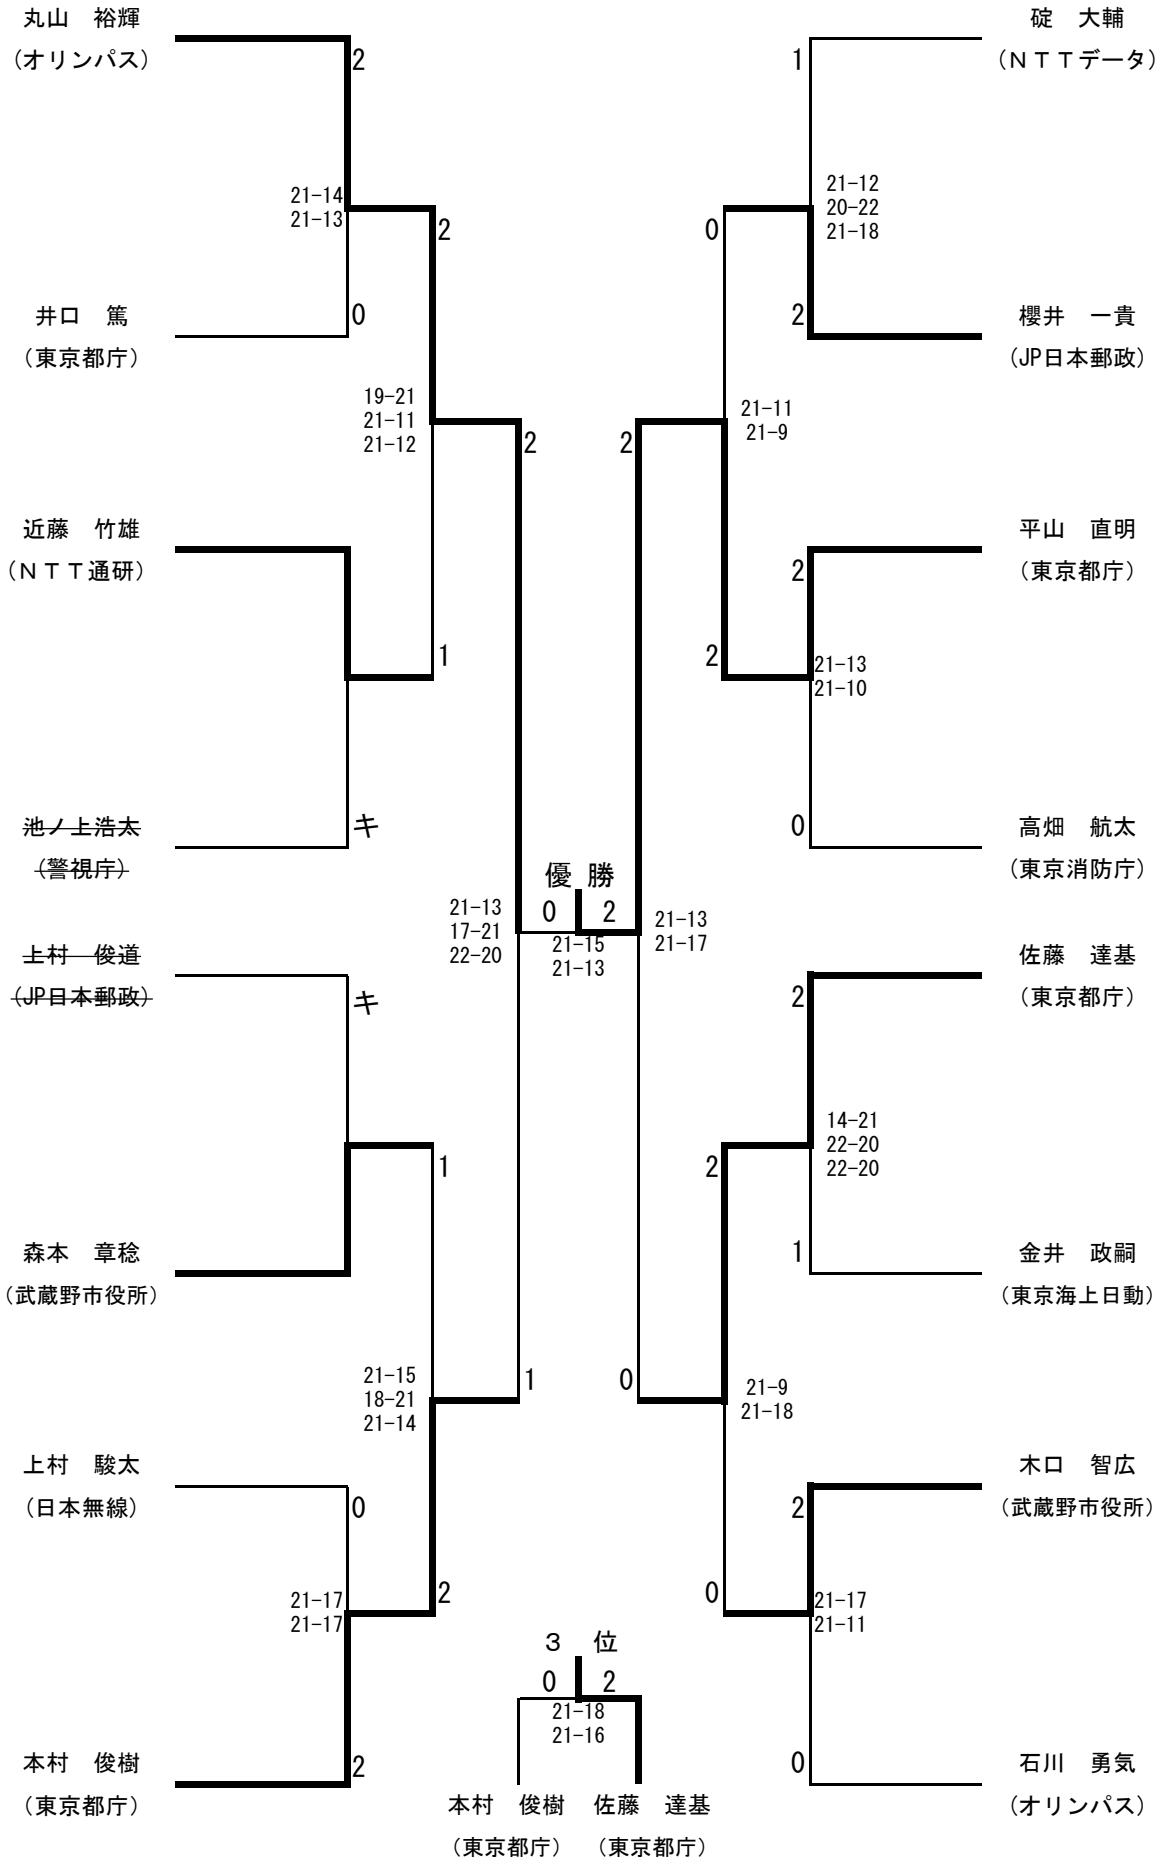 丸山　裕輝
(オリンパス)
2
21-14
21-13
2
0
井口　篤
(東京都庁)
19-21
21-11
21-12
2
近藤　竹雄
(ＮＴＴ通研)
1
池ノ上浩太
(警視庁)
キ
上村　俊道
(JP日本郵政)
キ
21-13
17-21
22-20
1
森本　章稔
(武蔵野市役所)
21-15
18-21
21-14
1
上村　駿太
(日本無線)
0
21-17
21-17
2
本村　俊樹
(東京都庁)
2
優 勝
0 2
21-15
21-13
碇　大輔
(ＮＴＴデータ)
1
21-12
20-22
21-18
0
2
櫻井　一貴
(JP日本郵政)
21-11
21-9
2
平山　直明
(東京都庁)
2
2
21-13
21-10
0
高畑　航太
(東京消防庁)
21-13
21-17
佐藤　達基
(東京都庁)
2
14-21
22-20
22-20
2
1
金井　政嗣
(東京海上日動)
0
21-9
21-18
木口　智広
(武蔵野市役所)
2
0
21-17
21-11
0
石川　勇気
(オリンパス)
３　位
0 2
21-18
21-16
本村　俊樹　佐藤　達基
(東京都庁)　(東京都庁)